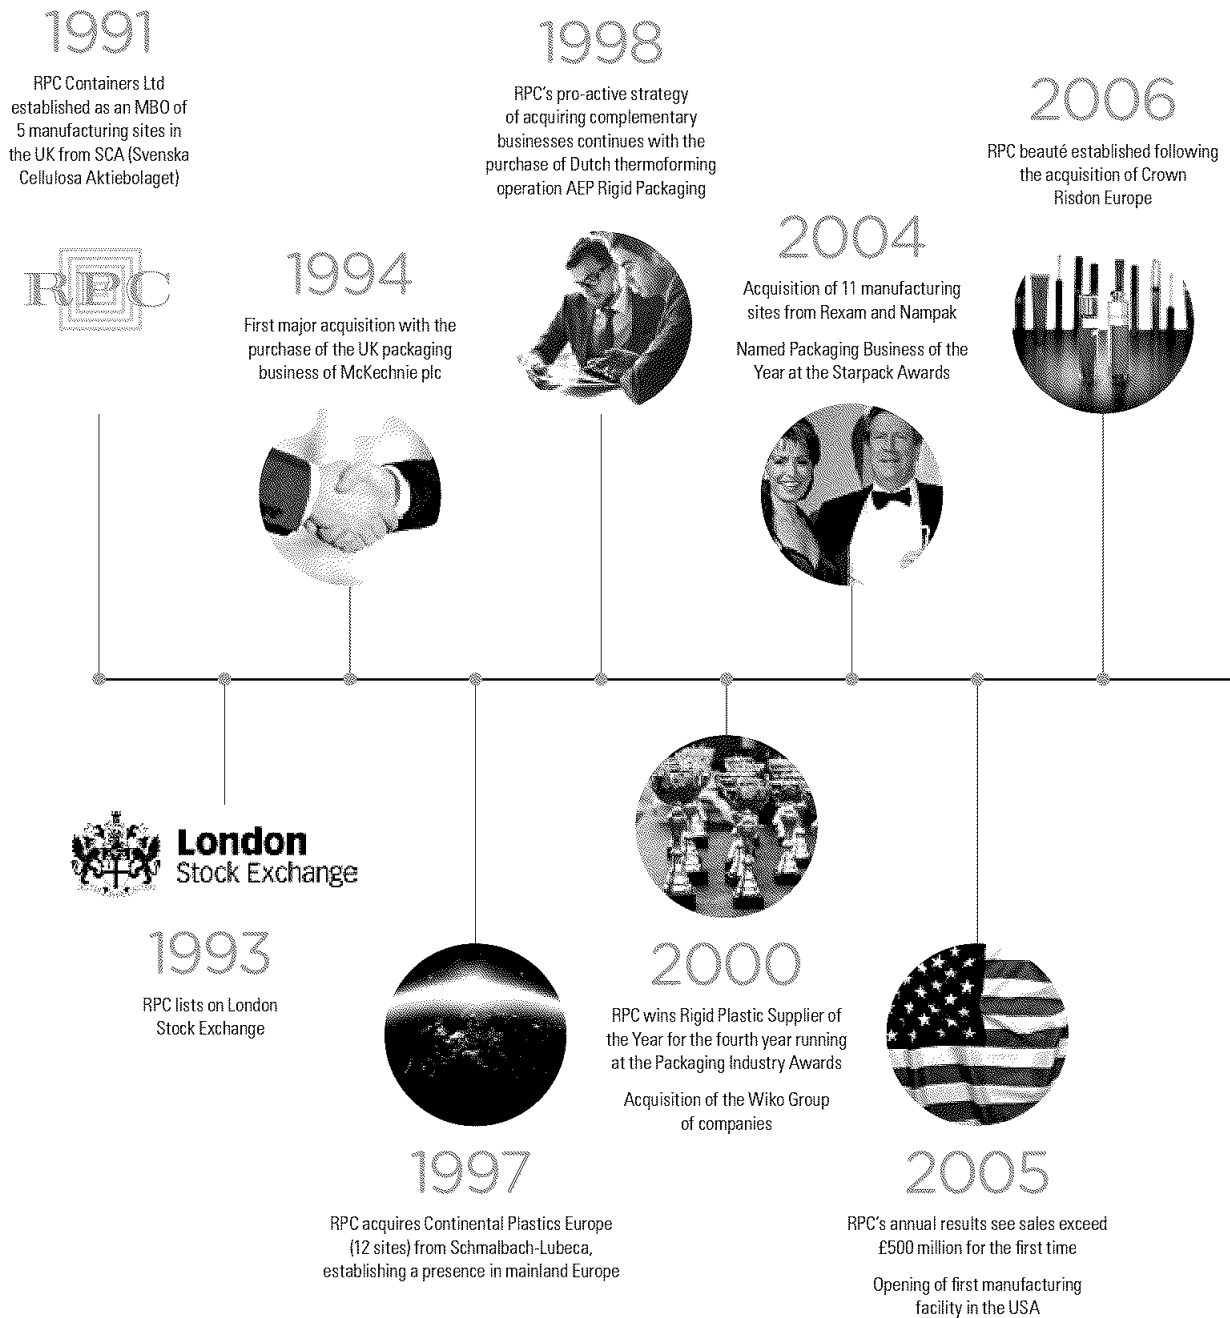 1991
RPC Containers Ltd
established as an MBO of
5 manufacturing sites in
the UK from SCA (Svenska
Cellulosa Aktiebolaget)
RPC
London
Stock Exchange
1993
RPC lists on London
Stock Exchange
1994
First major acquisition with the
purchase of the UK packaging
business of McKechnie plc
1997
RPC acquires Continental Plastics Europe
(12 sites) from Schmalbach-Lubeca,
establishing a presence in mainland Europe
1998
RPC's pro-active strategy
of acquiring complementary
businesses continues with the
purchase of Dutch thermoforming
operation AEP Rigid Packaging
2000
RPC wins Rigid Plastic Supplier of
the Year for the fourth year running
at the Packaging Industry Awards
Acquisition of the Wiko Group
of companies
2004
Acquisition of 11 manufacturing
sites from Rexam and Nampak
Named Packaging Business of the
Year at the Starpack Awards
2005
RPC's annual results see sales exceed
£500 million for the first time
Opening of first manufacturing
facility in the USA
2006
RPC beauté established following
the acquisition of Crown
Risdon Europe